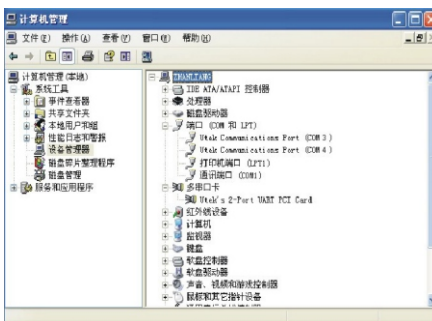 计算机管理
文件(F) 操作(A) 查看(V) 窗口(W) 帮助(H)
计算机管理(本地)
系统工具
事件查看器
共享文件夹
本地用户和组
性能日志和警报
设备管理器
磁盘碎片整理程序
磁盘管理
服务和应用程序
ZHANLIANG
IDE ATA/ATAPI 控制器
处理器
磁盘驱动器
端口 (COM 和 LPT)
Utek Communications Port (COM3)
Utek Communications Port (COM4)
打印机端口 (LPT1)
通讯端口 (COM1)
多串口卡
Utek's 2-Port UART PCI Card
红外线设备
计算机
监视器
键盘
软盘控制器
软盘驱动器
声音、视频和游戏控制器
鼠标和其它指针设备